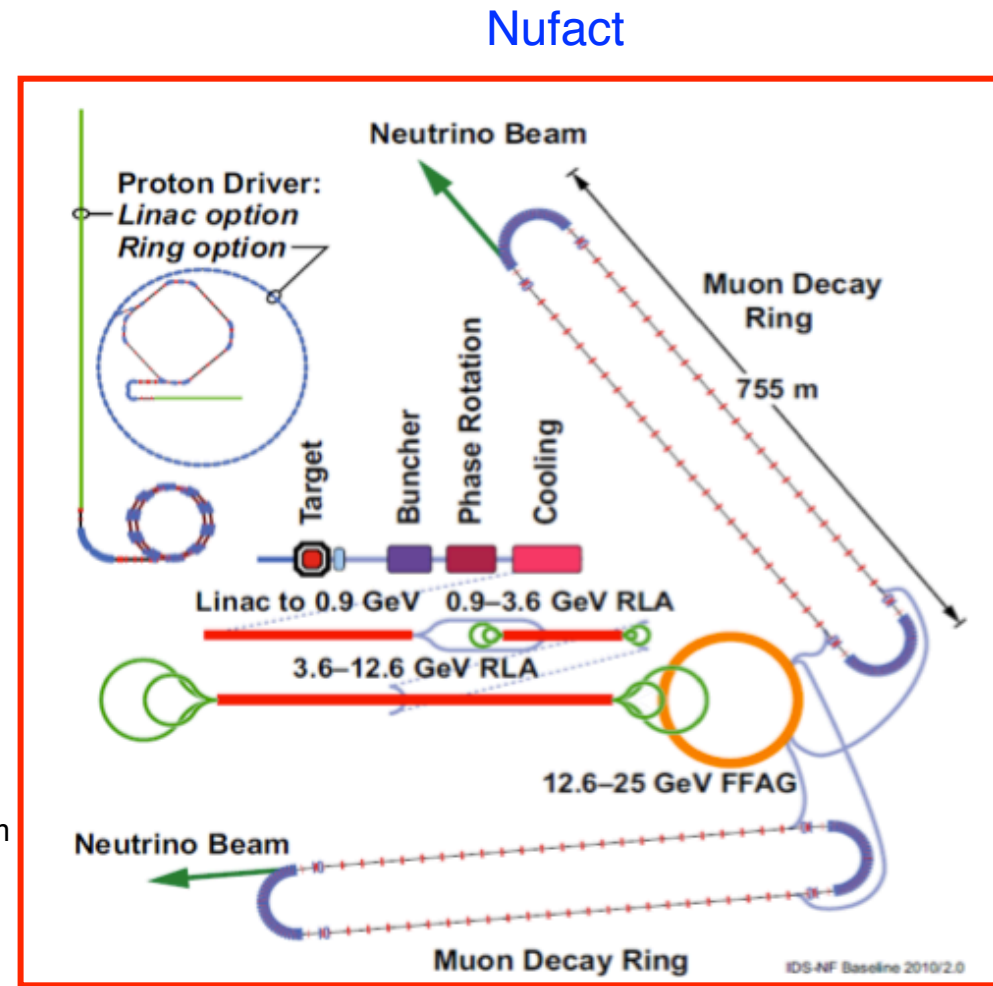 Nufact
Neutrino Beam
Proton Driver:
Linac option
Ring option
Muon Decay
Ring
755 m
Target
Buncher
Phase Rotation
Cooling
Linac to 0.9 GeV
0.9–3.6 GeV RLA
3.6–12.6 GeV RLA
12.6–25 GeV FFAG
Neutrino Beam
Muon Decay Ring
IDS-NF Baseline 2010/2.0